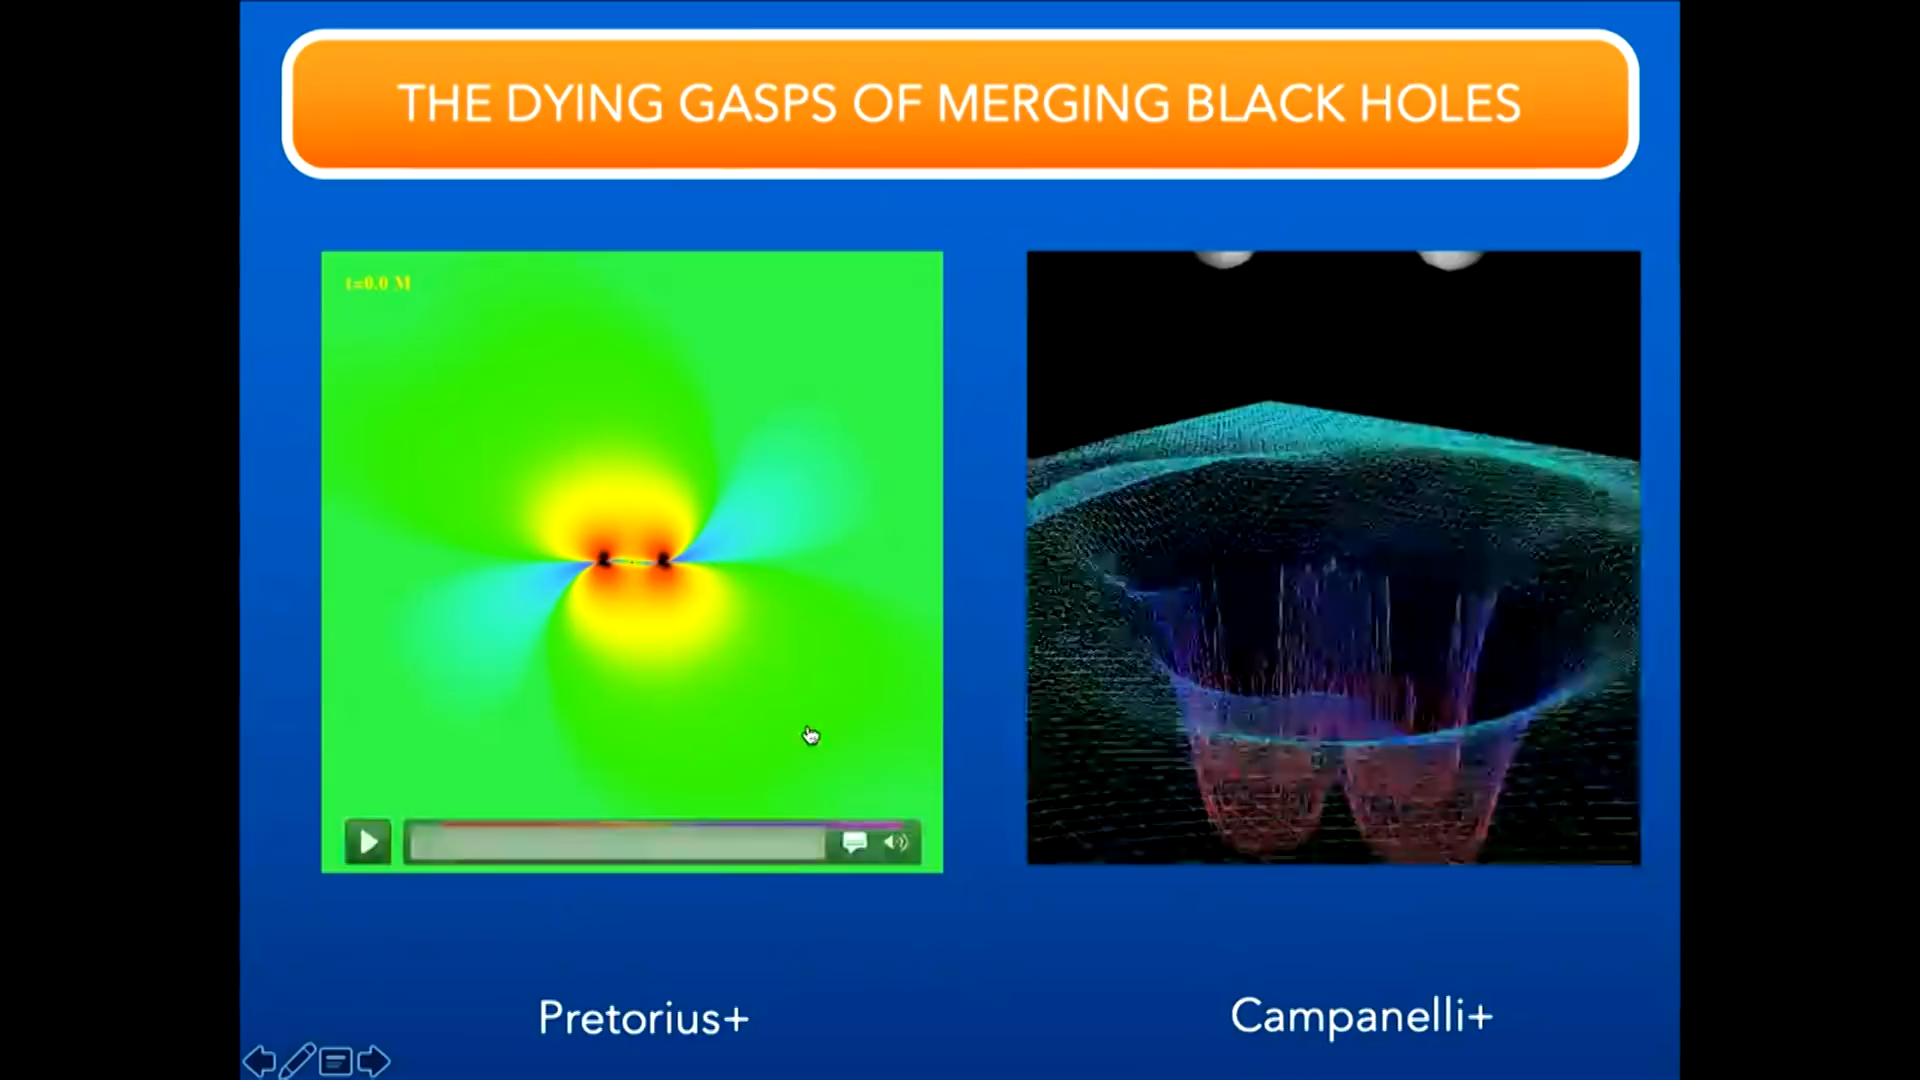 THE DYING GASPS OF MERGING BLACK HOLES
t=0.0 M
Pretorius+
Campanelli+